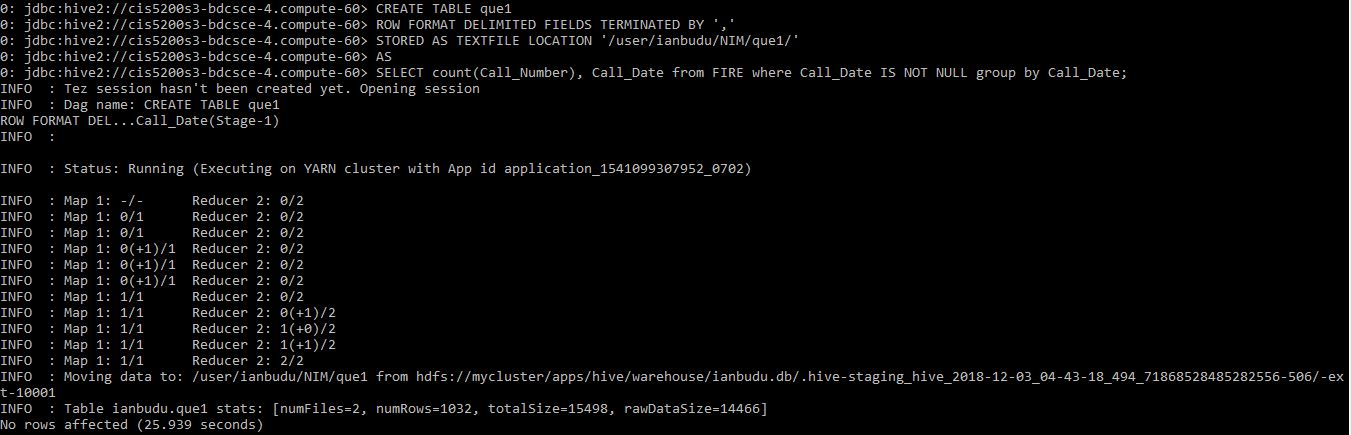 0: jdbc:hive2://cis5200s3-bdcsce-4.compute-60> CREATE TABLE que1
0: jdbc:hive2://cis5200s3-bdcsce-4.compute-60> ROW FORMAT DELIMITED FIELDS TERMINATED BY ','
0: jdbc:hive2://cis5200s3-bdcsce-4.compute-60> STORED AS TEXTFILE LOCATION '/user/ianbudu/NIM/que1/'
0: jdbc:hive2://cis5200s3-bdcsce-4.compute-60> AS
0: jdbc:hive2://cis5200s3-bdcsce-4.compute-60> SELECT count(Call_Number), Call_Date from FIRE where Call_Date IS NOT NULL group by Call_Date;
INFO  : Tez session hasn't been created yet. Opening session
INFO  : Dag name: CREATE TABLE que1
ROW FORMAT DEL...Call_Date(Stage-1)
INFO  :
INFO  : Status: Running (Executing on YARN cluster with App id application_1541099307952_0702)
INFO  : Map 1: -/-      Reducer 2: 0/2
INFO  : Map 1: 0/1      Reducer 2: 0/2
INFO  : Map 1: 0/1      Reducer 2: 0/2
INFO  : Map 1: 0(+1)/1  Reducer 2: 0/2
INFO  : Map 1: 0(+1)/1  Reducer 2: 0/2
INFO  : Map 1: 0(+1)/1  Reducer 2: 0/2
INFO  : Map 1: 1/1      Reducer 2: 0/2
INFO  : Map 1: 1/1      Reducer 2: 0(+1)/2
INFO  : Map 1: 1/1      Reducer 2: 1(+0)/2
INFO  : Map 1: 1/1      Reducer 2: 1(+1)/2
INFO  : Map 1: 1/1      Reducer 2: 2/2
INFO  : Moving data to: /user/ianbudu/NIM/que1 from hdfs://mycluster/apps/hive/warehouse/ianbudu.db/.hive-staging_hive_2018-12-03_04-43-18_494_71868528485282556-506/-ex
t-10001
INFO  : Table ianbudu.que1 stats: [numFiles=2, numRows=1032, totalSize=15498, rawDataSize=14466]
No rows affected (25.939 seconds)